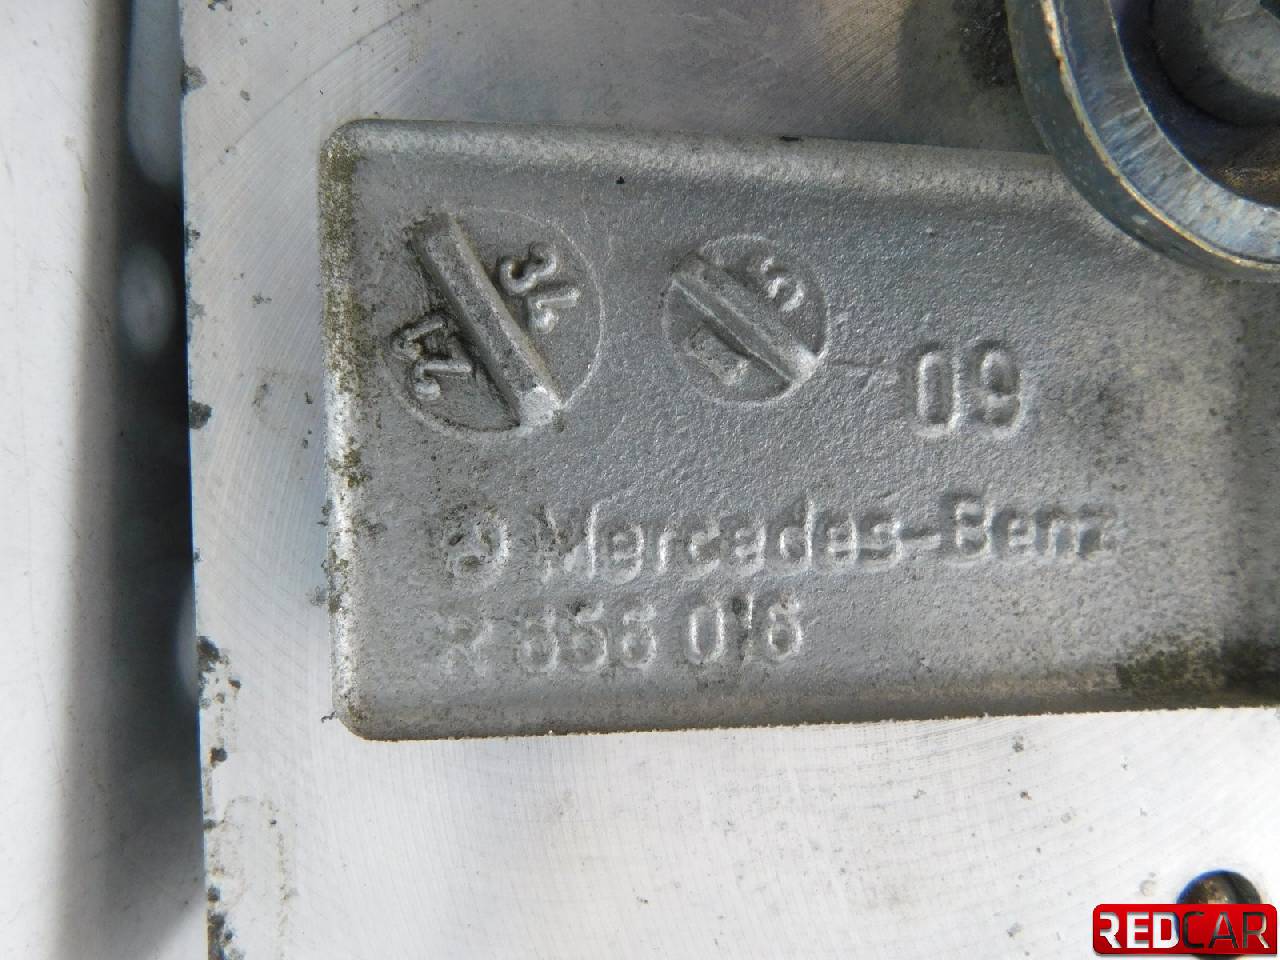 09
Mercedes-Benz
R 656 016
REDCAR